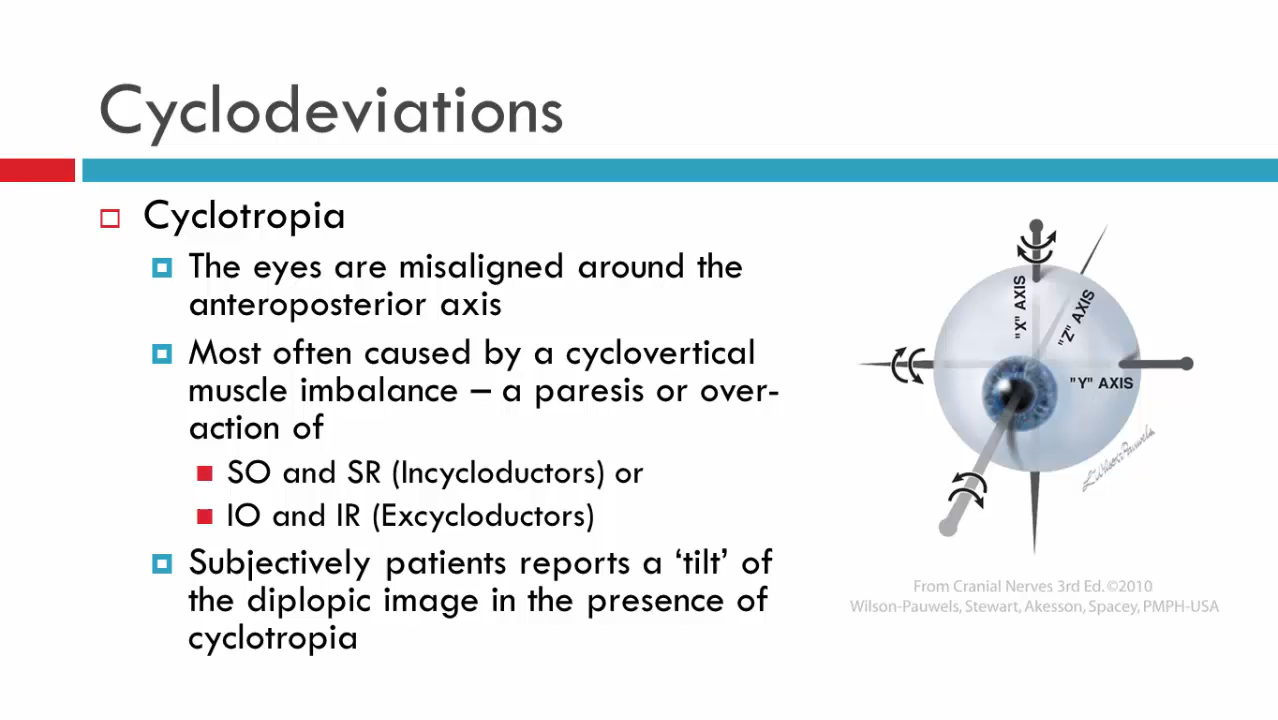 Cyclodeviations
Cyclotropia
The eyes are misaligned around the
anteroposterior axis
Most often caused by a cyclovertical
muscle imbalance – a paresis or over-
action of
SO and SR (Incycloductors) or
IO and IR (Excycloductors)
Subjectively patients reports a ‘tilt’ of
the diplopic image in the presence of
cyclotropia
"X" AXIS
"Z" AXIS
"Y" AXIS
From Cranial Nerves 3rd Ed. ©2010
Wilson-Pauwels, Stewart, Akesson, Spacey, PMPH-USA